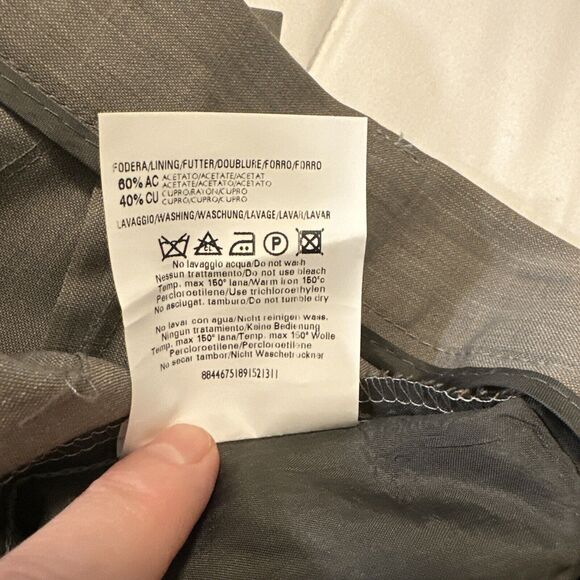 FODERA/LINING/FUTTER/DOUBLURE/FORRO/FORRO
60% AC ACETATO/ACETATE/ACETAT
ACETATE/ACETATO/ACETATO
40% CU CUPRO/RAYON/CUPRO
CUPRO/CUPRO/CUPRO
LAVAGGIO/WASHING/WASCHUNG/LAVAGE/LAVAR/LAVAR
CL P
No lavaggio acqua/Do not wash
Nessun trattamento/Do not use bleach
Temp. max 150° lana/Warm iron 150°c
Percloroetilene/Use trichloroethylen
No asciugat. tamburo/Do not tumble dry
No lavar con agua/Nicht reinigen wass.
Ningun tratamiento/Keine Bedienung
Temp. max 150° lana/Temp. max 150° Wolle
Percloroetileno/Percloroetilene
No secar tambor/Nicht Waschetrockner
8844675189152131